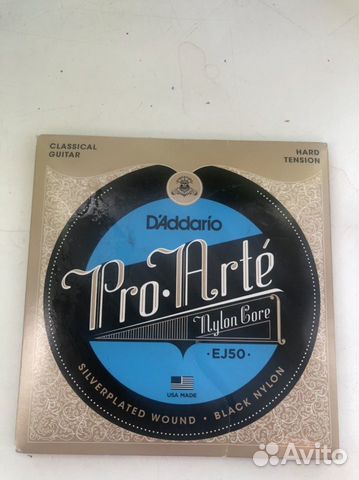 CLASSICAL
GUITAR
HARD
TENSION
D'Addario
Pro·Arté
Nylon Core
·EJ50·
USA MADE
SILVERPLATED WOUND · BLACK NYLON
Avito